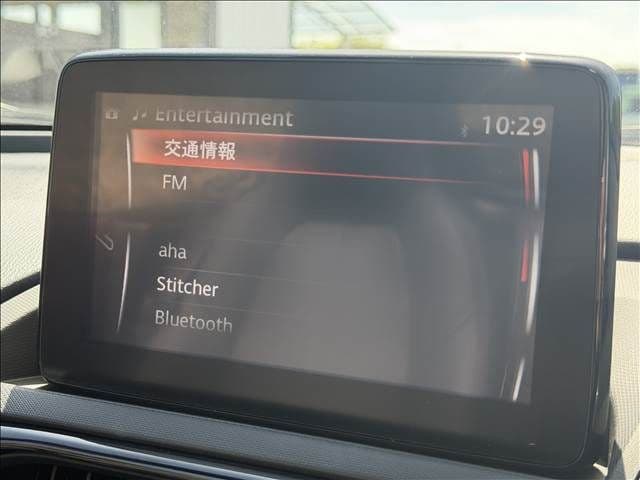 Entertainment
10:29
交通情報
FM
aha
Stitcher
Bluetooth